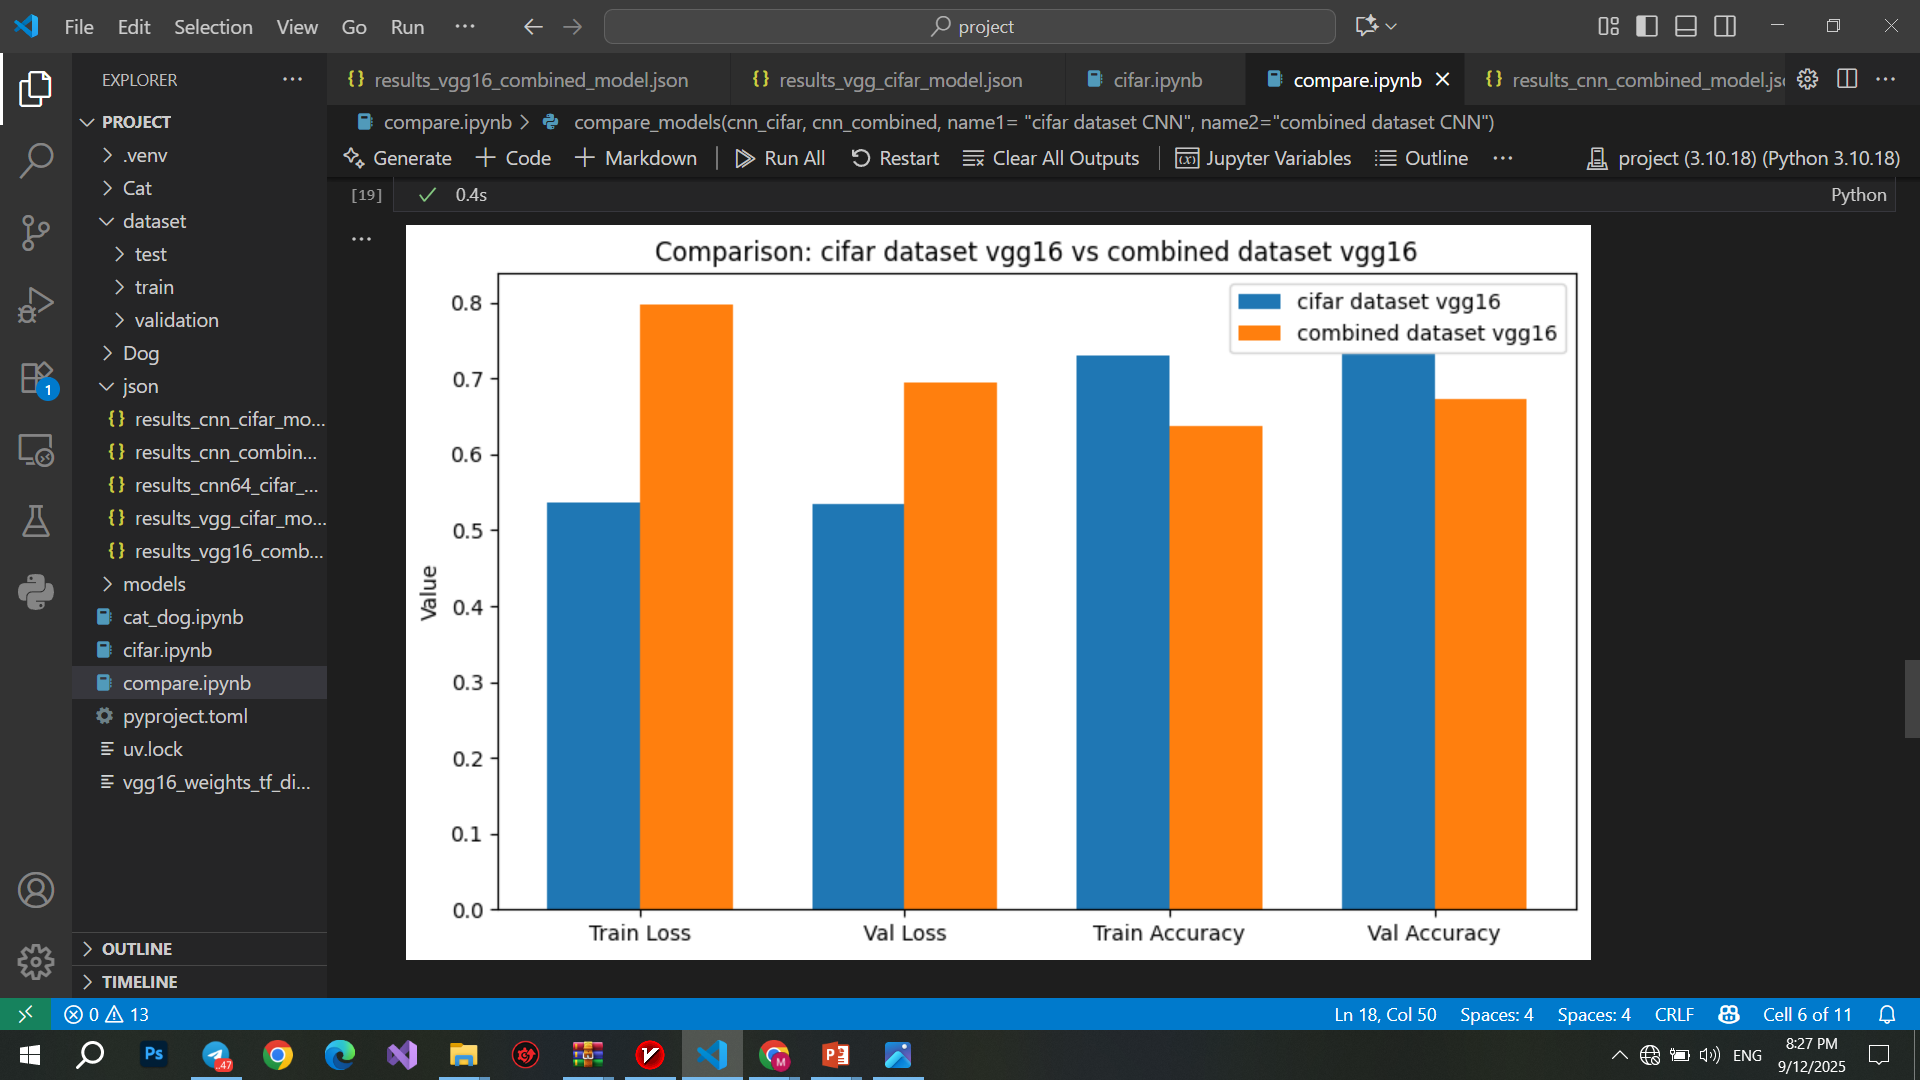 File Edit Selection View Go Run ...
project
EXPLORER
results_vgg16_combined_model.json
results_vgg_cifar_model.json
cifar.ipynb
compare.ipynb
results_cnn_combined_model.js
PROJECT
.venv
Cat
dataset
test
train
validation
Dog
json
results_cnn_cifar_mo...
results_cnn_combin...
results_cnn64_cifar_...
results_vgg_cifar_mo...
results_vgg16_comb...
models
cat_dog.ipynb
cifar.ipynb
compare.ipynb
pyproject.toml
uv.lock
vgg16_weights_tf_di...
OUTLINE
TIMELINE
1
compare.ipynb > compare_models(cnn_cifar, cnn_combined, name1= "cifar dataset CNN", name2="combined dataset CNN")
Generate + Code + Markdown | Run All Restart Clear All Outputs | Jupyter Variables Outline ... project (3.10.18) (Python 3.10.18)
[19] ✓ 0.4s Python
Comparison: cifar dataset vgg16 vs combined dataset vgg16
cifar dataset vgg16
combined dataset vgg16
Value
0.8
0.7
0.6
0.5
0.4
0.3
0.2
0.1
0.0
Train Loss Val Loss Train Accuracy Val Accuracy
0 13 Ln 18, Col 50 Spaces: 4 Spaces: 4 CRLF Cell 6 of 11
Ps
47
M
ENG
8:27 PM
9/12/2025